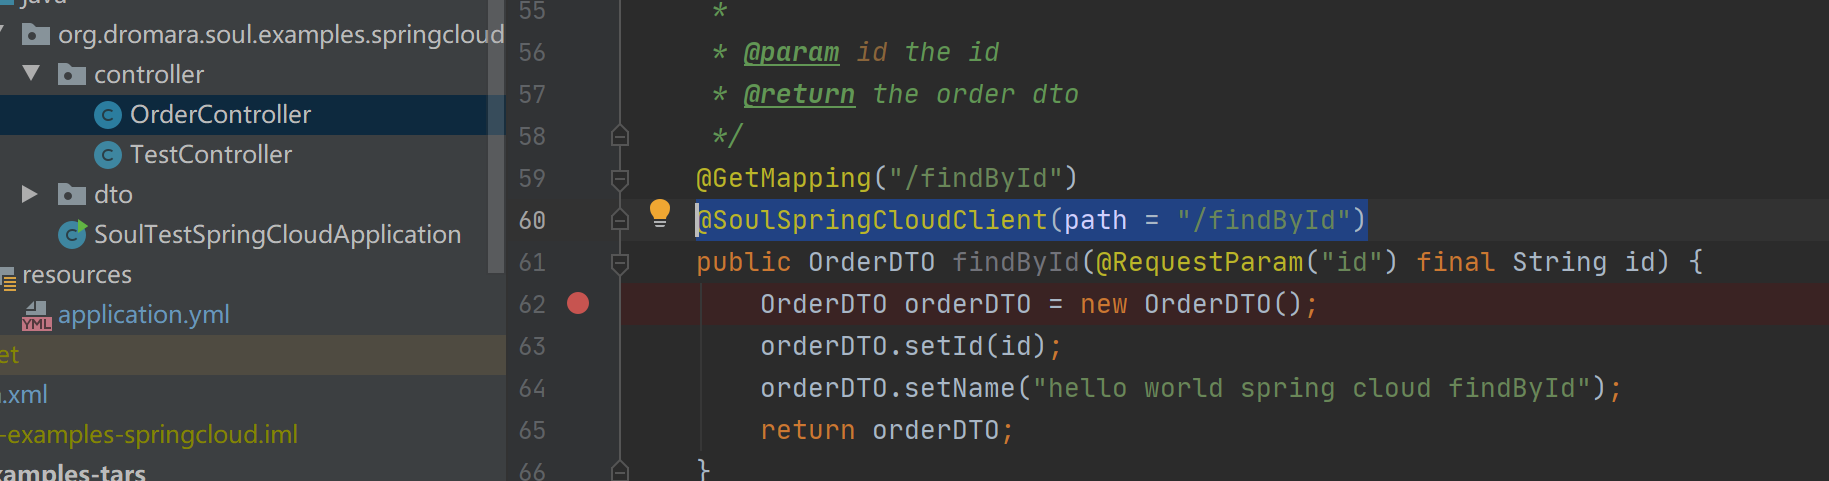 java
org.dromara.soul.examples.springcloud
controller
OrderController
TestController
dto
SoulTestSpringCloudApplication
resources
application.yml
et
.xml
-examples-springcloud.iml
xamples-tars
55 *
56 * @param id the id
57 * @return the order dto
58 */
59 @GetMapping("/findById")
60 @SoulSpringCloudClient(path = "/findById")
61 public OrderDTO findById(@RequestParam("id") final String id) {
62 OrderDTO orderDTO = new OrderDTO();
63 orderDTO.setId(id);
64 orderDTO.setName("hello world spring cloud findById");
65 return orderDTO;
66 }